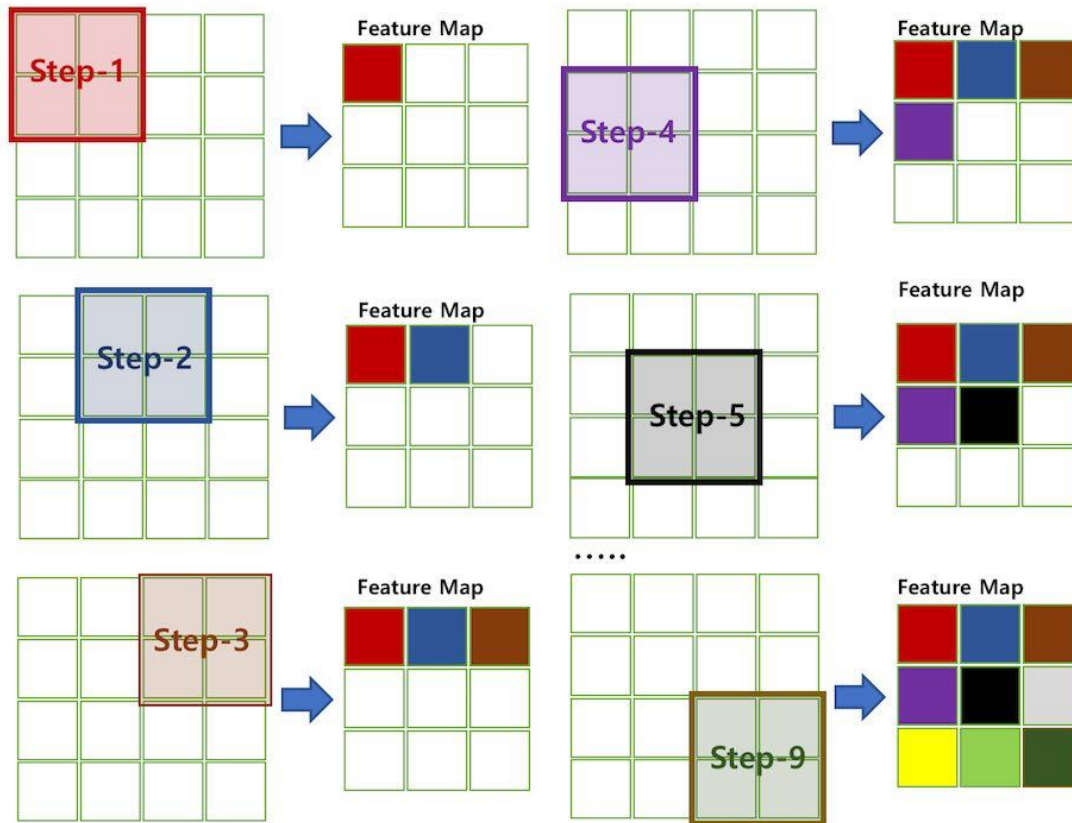 Feature Map
Step-1
Feature Map
Step-4
Feature Map
Step-2
Feature Map
Step-5
.....
Feature Map
Step-3
Feature Map
Step-9